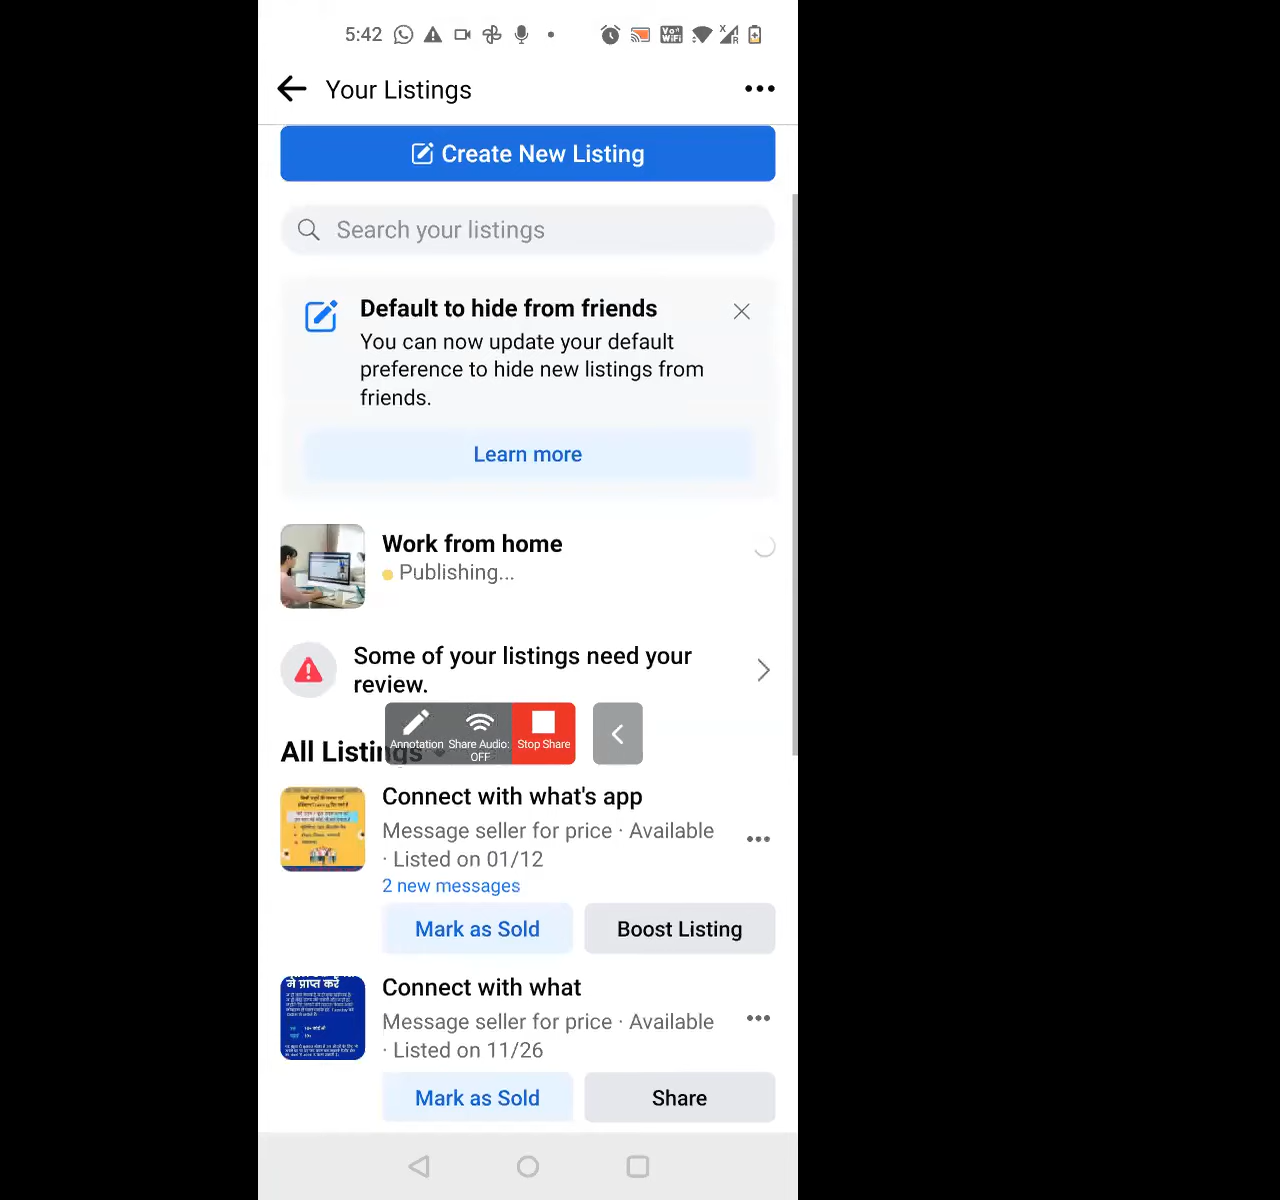 5:42
Your Listings
Create New Listing
Search your listings
Default to hide from friends
You can now update your default
preference to hide new listings from
friends.
Learn more
Work from home
Publishing...
Some of your listings need your
review.
Annotation
Share Audio:
OFF
Stop Share
All Listings
Connect with what's app
Message seller for price · Available
· Listed on 01/12
2 new messages
Mark as Sold
Boost Listing
में प्राप्त करें
Connect with what
Message seller for price · Available
· Listed on 11/26
Mark as Sold
Share